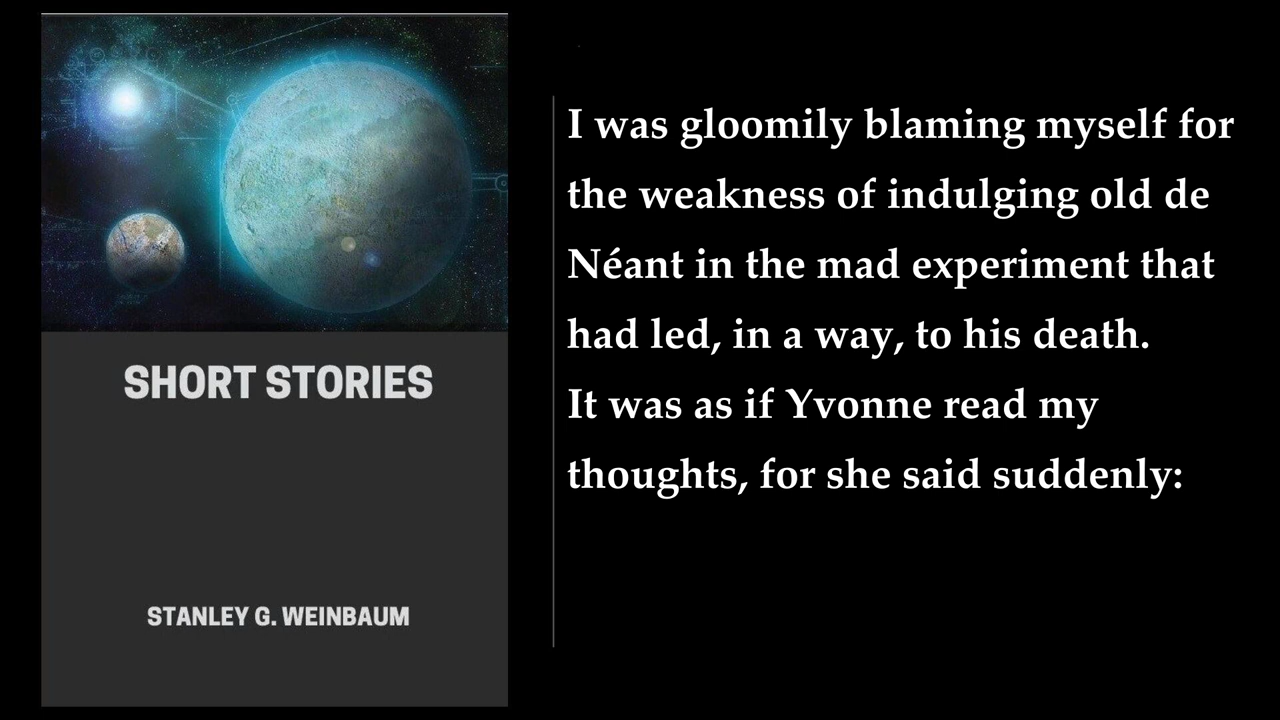 SHORT STORIES
STANLEY G. WEINBAUM
I was gloomily blaming myself for
the weakness of indulging old de
Néant in the mad experiment that
had led, in a way, to his death.
It was as if Yvonne read my
thoughts, for she said suddenly: